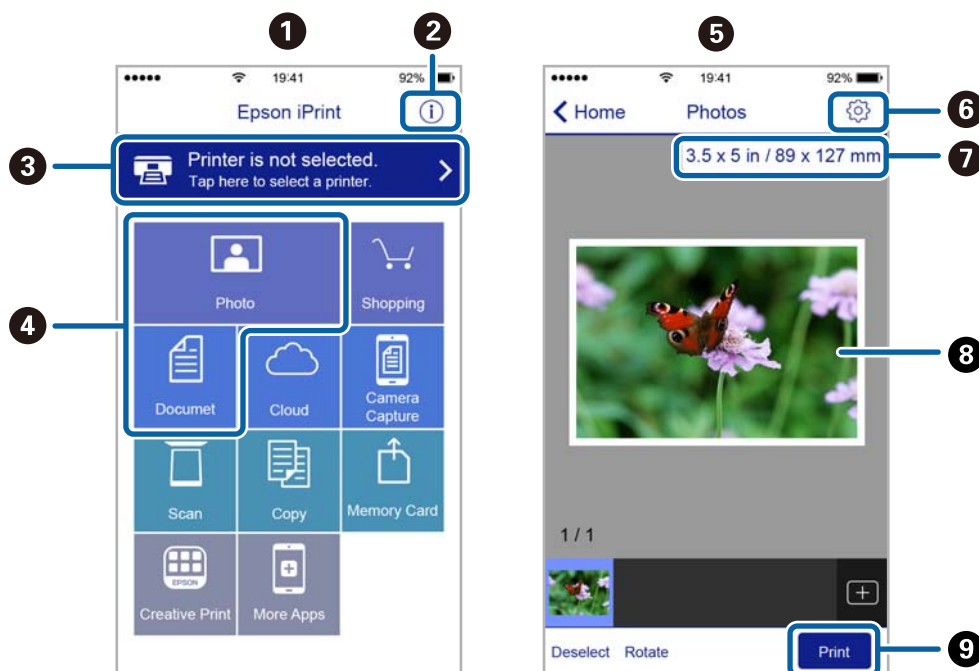 1
2
19:41
92%
Epson iPrint
3
Printer is not selected.
Tap here to select a printer.
4
Photo
Shopping
Documet
Cloud
Camera
Capture
Scan
Copy
Memory Card
EPSON
Creative Print
More Apps
5
19:41
92%
Home
Photos
6
3.5 x 5 in / 89 x 127 mm
7
8
1 / 1
Deselect
Rotate
Print
9